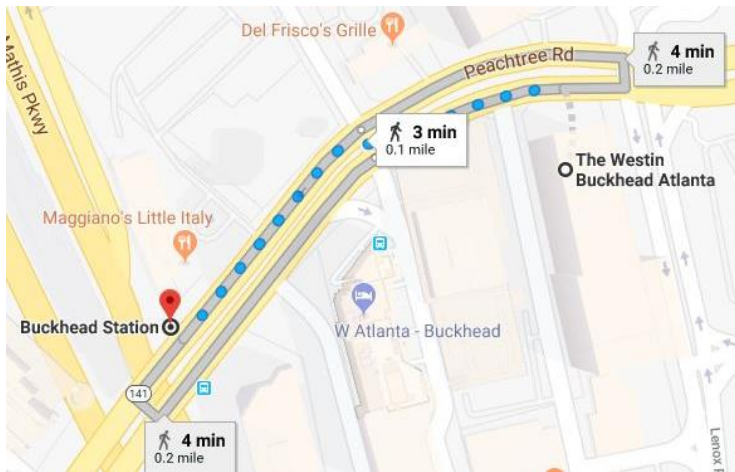 Del Frisco's Grille
Mathis Pkwy
Peachtree Rd
4 min
0.2 mile
3 min
0.1 mile
The Westin
Buckhead Atlanta
Maggiano's Little Italy
Buckhead Station
W Atlanta - Buckhead
141
4 min
0.2 mile
Lenox